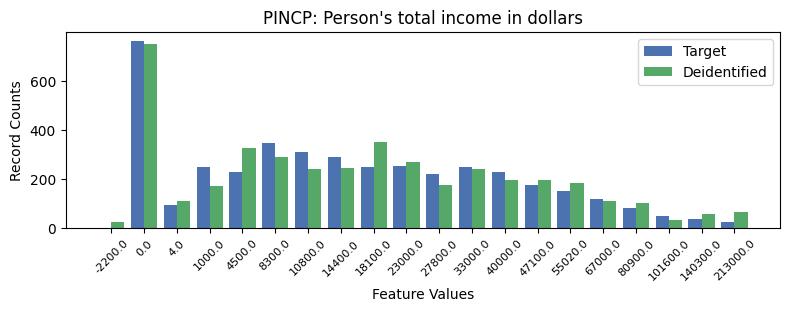 PINCP: Person's total income in dollars
Target
Deidentified
Record Counts
600
400
200
0
-2200.0 0.0 4.0 1000.0 4500.0 8300.0 10800.0 14400.0 18100.0 23000.0 27800.0 33000.0 40000.0 47100.0 55020.0 67000.0 80900.0 101600.0 140300.0 213000.0
Feature Values